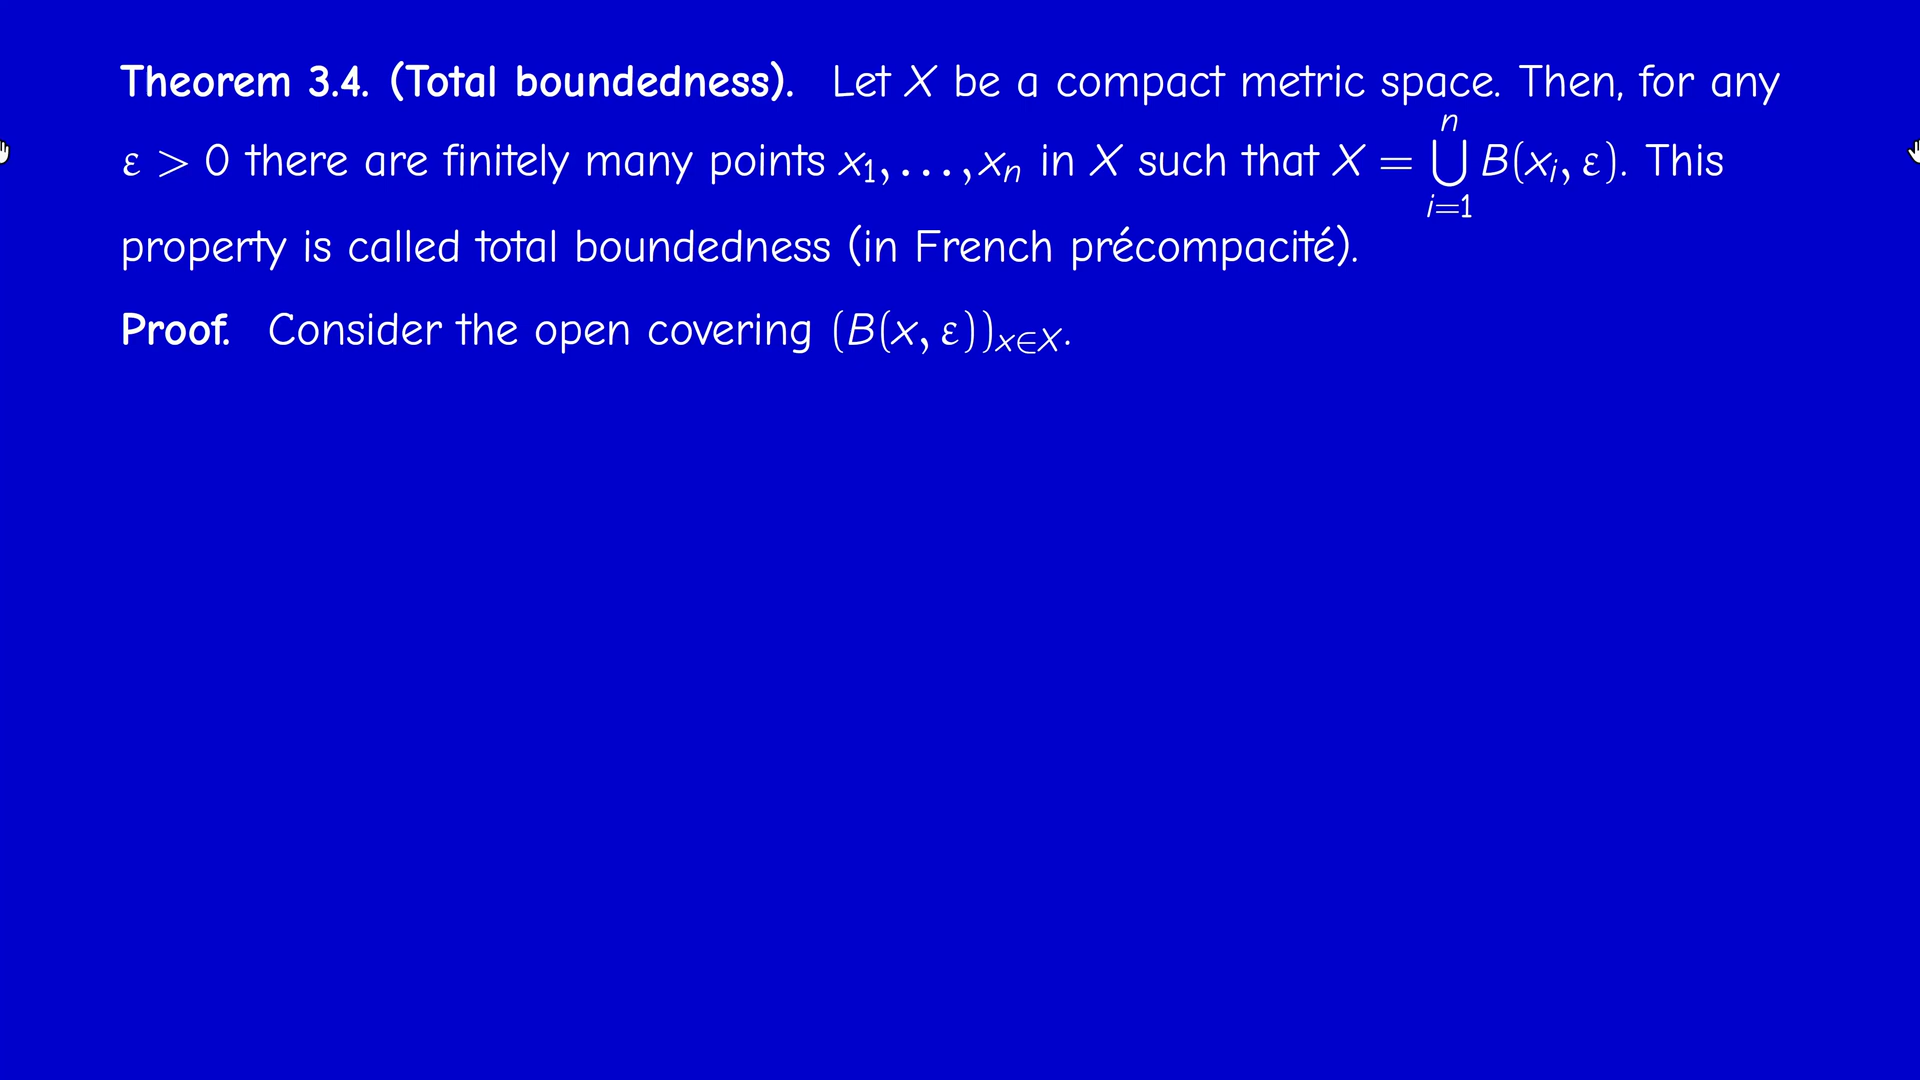 Theorem 3.4. (Total boundedness). Let X be a compact metric space. Then, for any
ε > 0 there are finitely many points x₁, . . . , xₙ in X such that X = ⋃ⁿᵢ₌₁ B(xᵢ, ε). This
property is called total boundedness (in French précompacité).
Proof. Consider the open covering (B(x, ε))ₓ∈X.